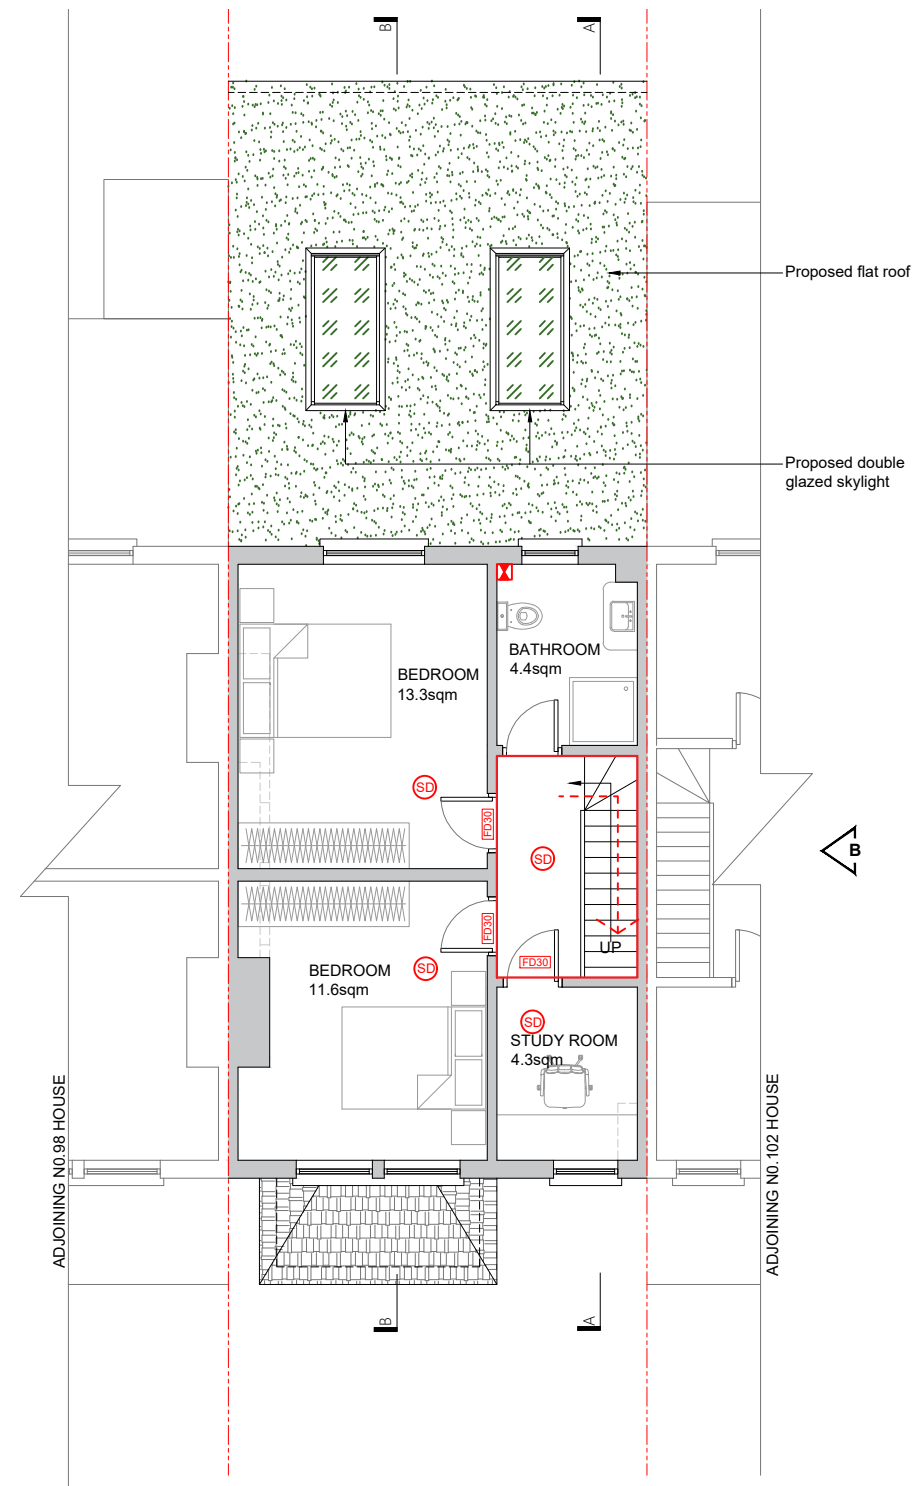 B
A
Proposed flat roof
Proposed double
glazed skylight
BATHROOM
4.4sqm
BEDROOM
13.3sqm
SD
FD30
SD
B
FD30
UP
FD30
BEDROOM
11.6sqm
SD
SD
STUDY ROOM
4.3sqm
ADJOINING N0.98 HOUSE
ADJOINING N0.102 HOUSE
B
A